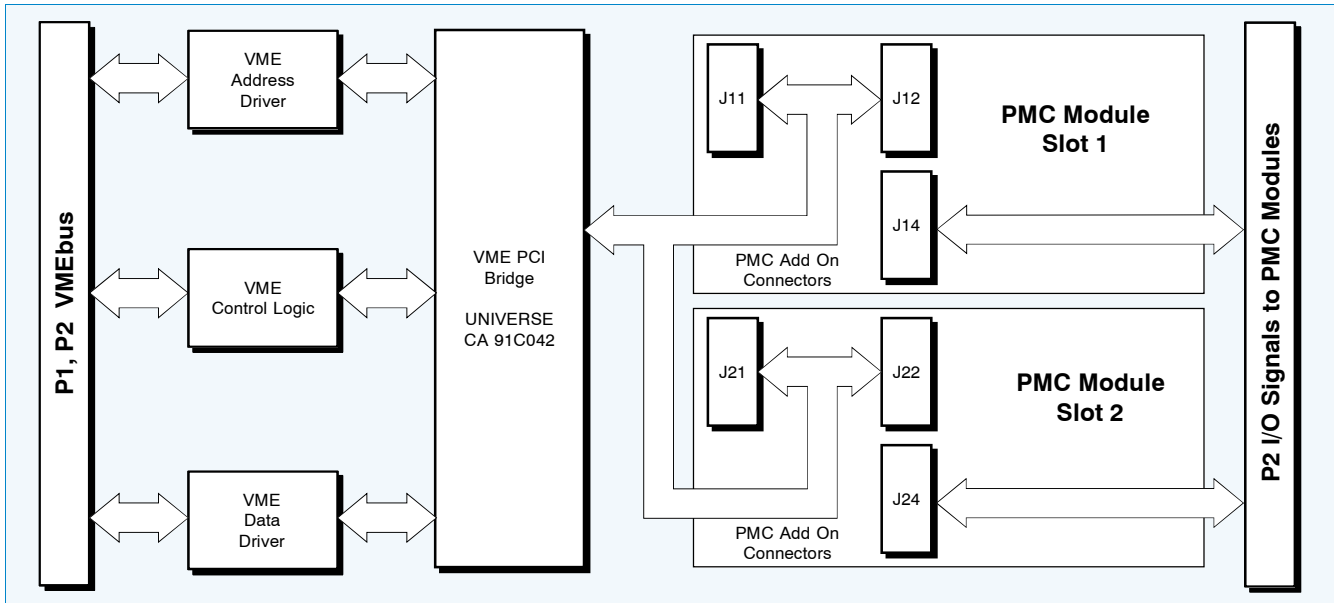 P1, P2 VMEbus
VME
Address
Driver
VME
Control Logic
VME
Data
Driver
VME PCI
Bridge
UNIVERSE
CA 91C042
J11
J12
J14
PMC Module
Slot 1
PMC Add On
Connectors
J21
J22
J24
PMC Module
Slot 2
PMC Add On
Connectors
P2 I/O Signals to PMC Modules